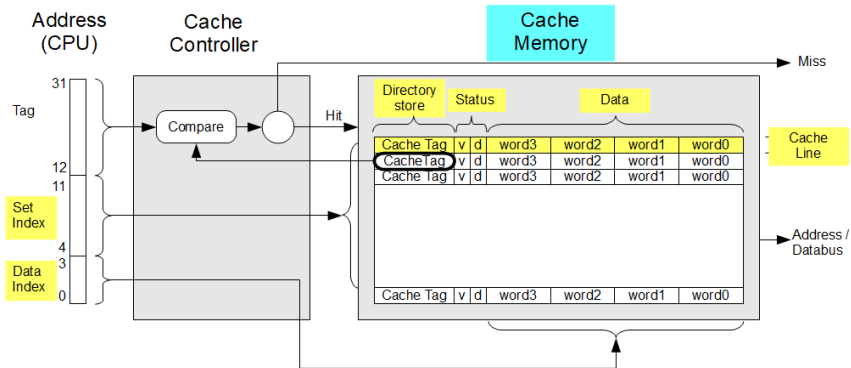 Address
(CPU)
Cache
Controller
Cache
Memory
31
Tag
12
11
Set
Index
4
3
Data
Index
0
Compare
Hit
Miss
Directory
store
Status
Data
Cache Tag v d word3 word2 word1 word0
CacheTag v d word3 word2 word1 word0
Cache Tag v d word3 word2 word1 word0
Cache Tag v d word3 word2 word1 word0
Cache
Line
Address /
Databus